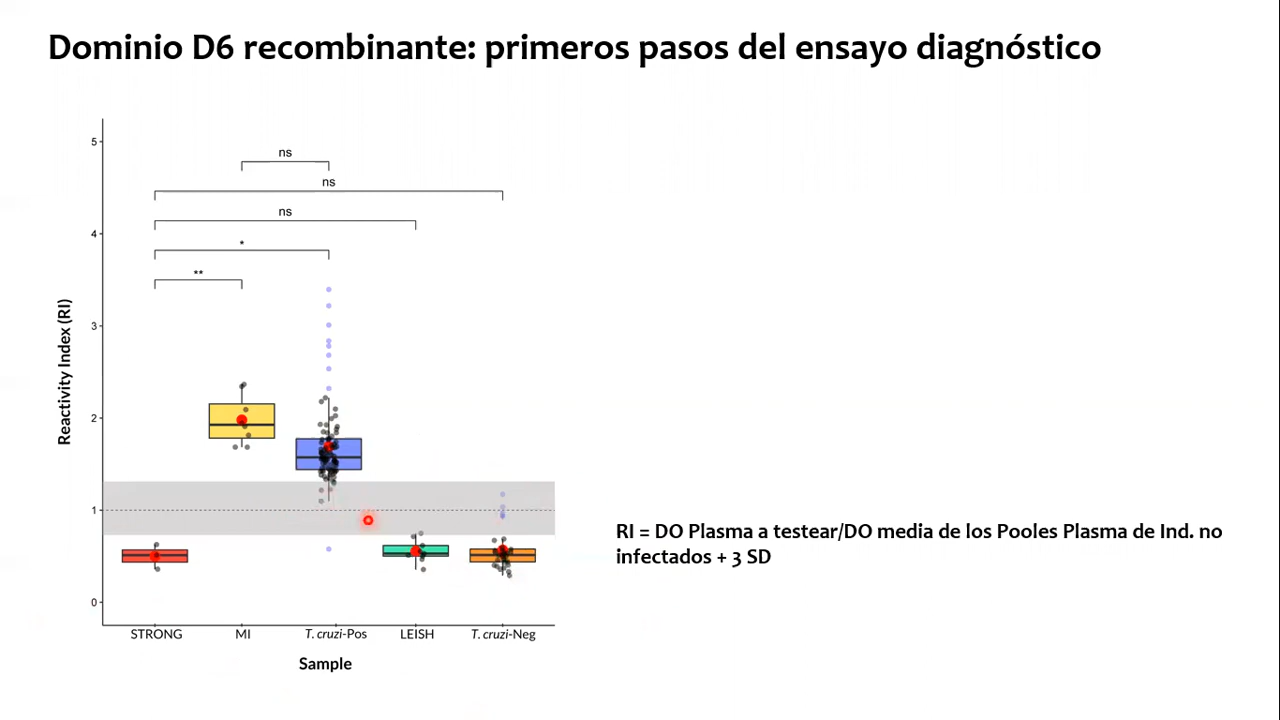 Dominio D6 recombinante: primeros pasos del ensayo diagnóstico
5
4
3
2
1
0
Reactivity Index (RI)
ns
ns
ns
*
**
STRONG
MI
T. cruzi-Pos
LEISH
T. cruzi-Neg
Sample
RI = DO Plasma a testear/DO media de los Pooles Plasma de Ind. no
infectados + 3 SD